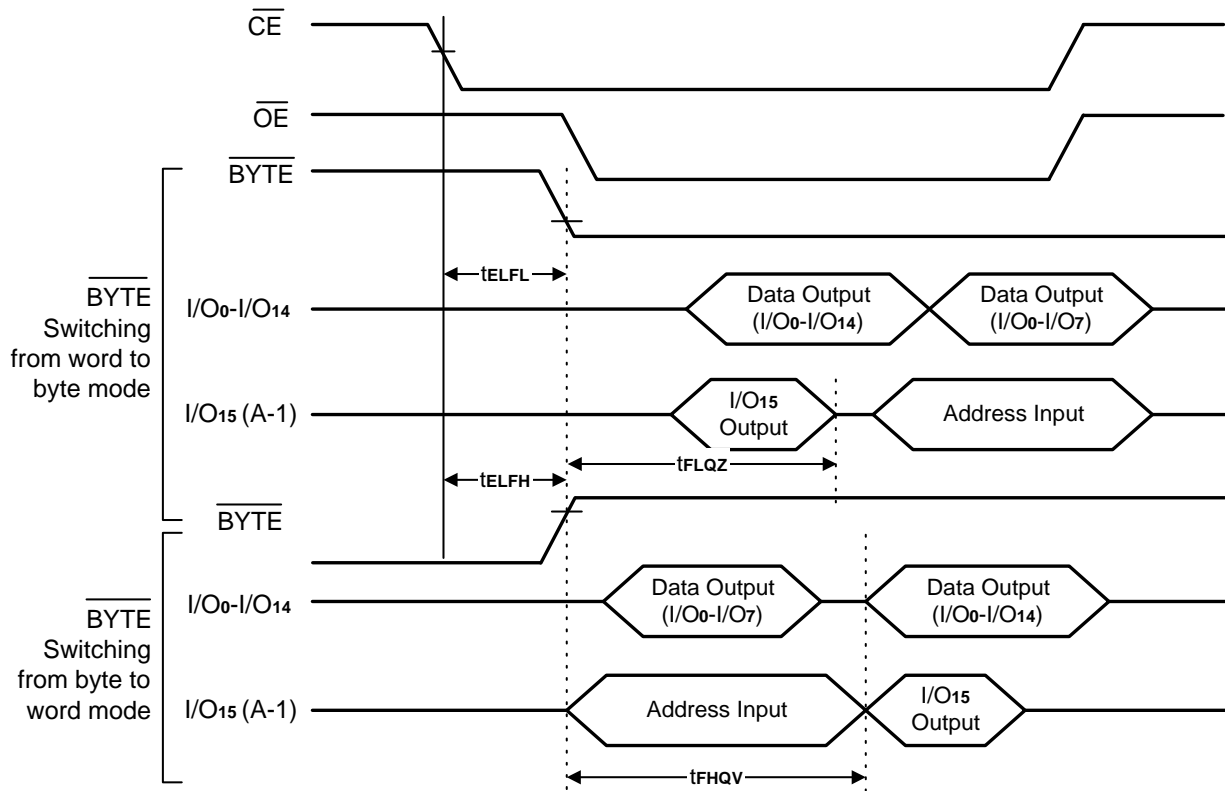 CE
OE
BYTE
tELFL
BYTE
Switching
from word to
byte mode
I/O0-I/O14
Data Output
(I/O0-I/O14)
Data Output
(I/O0-I/O7)
I/O15 (A-1)
I/O15
Output
Address Input
tELFH
tFLQZ
BYTE
BYTE
Switching
from byte to
word mode
I/O0-I/O14
Data Output
(I/O0-I/O7)
Data Output
(I/O0-I/O14)
I/O15 (A-1)
Address Input
I/O15
Output
tFHQV